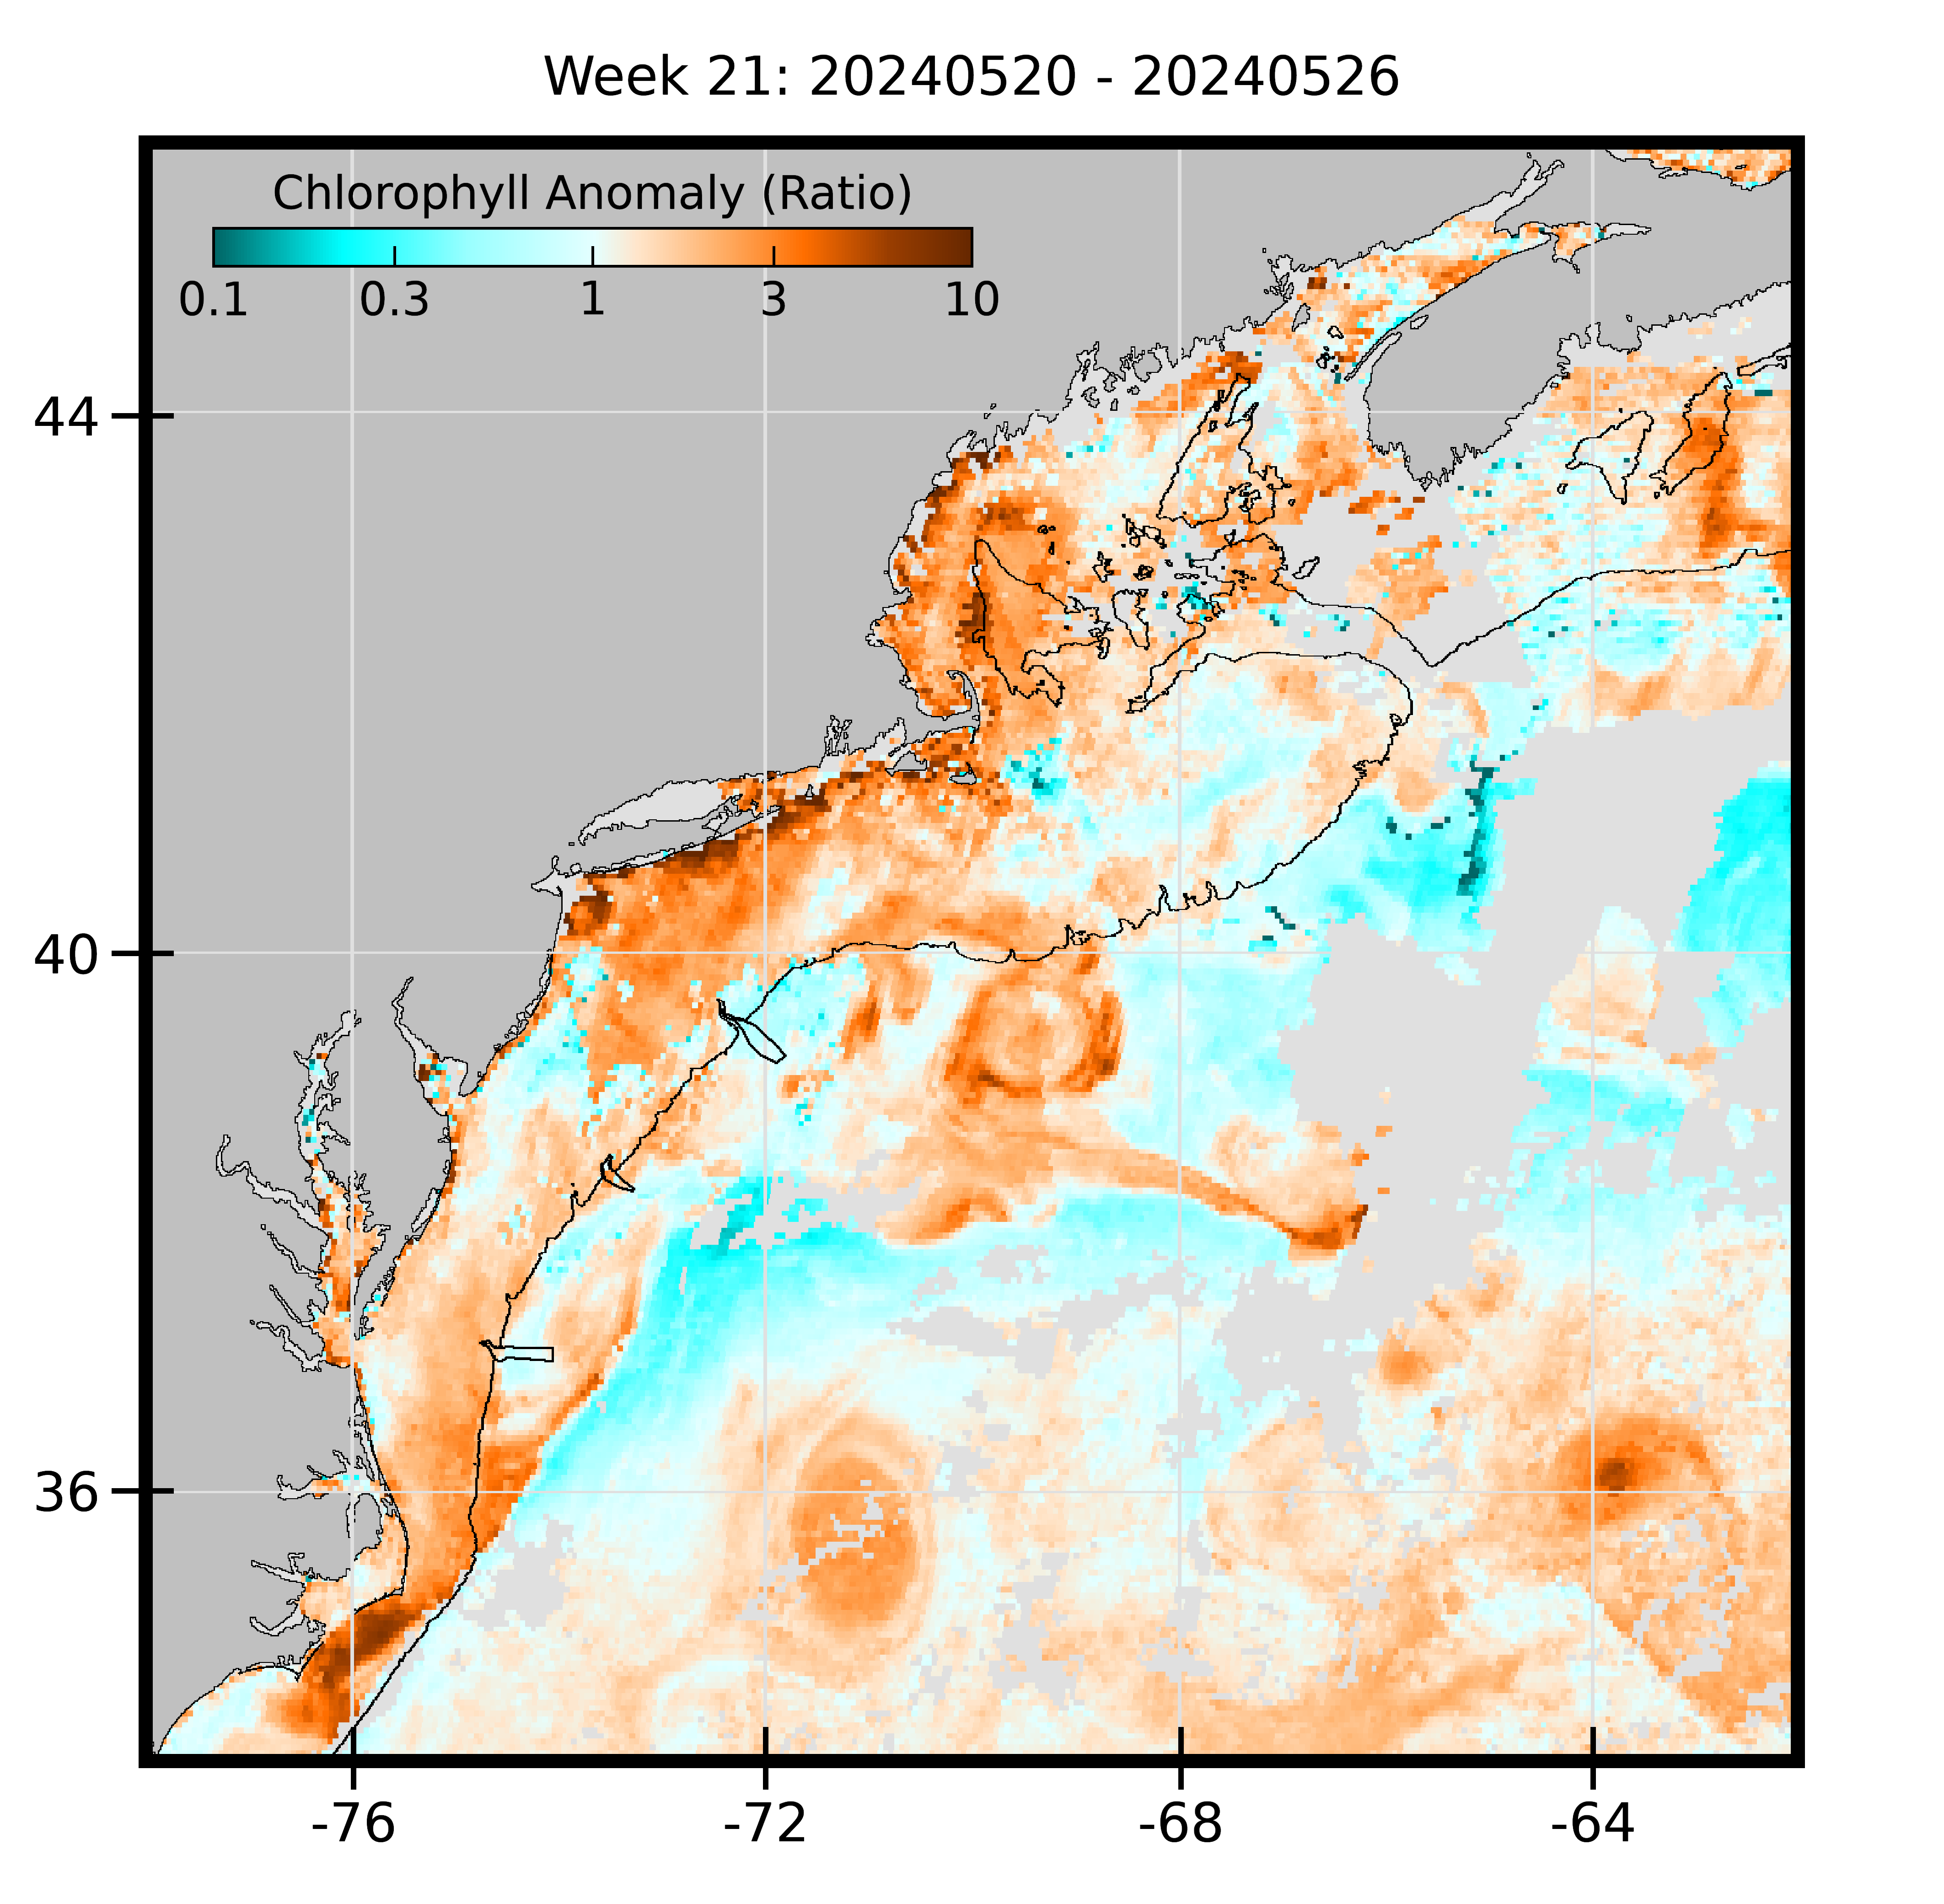 Week 21: 20240520 - 20240526
Chlorophyll Anomaly (Ratio)
0.1 0.3 1 3 10
44
40
36
-76 -72 -68 -64